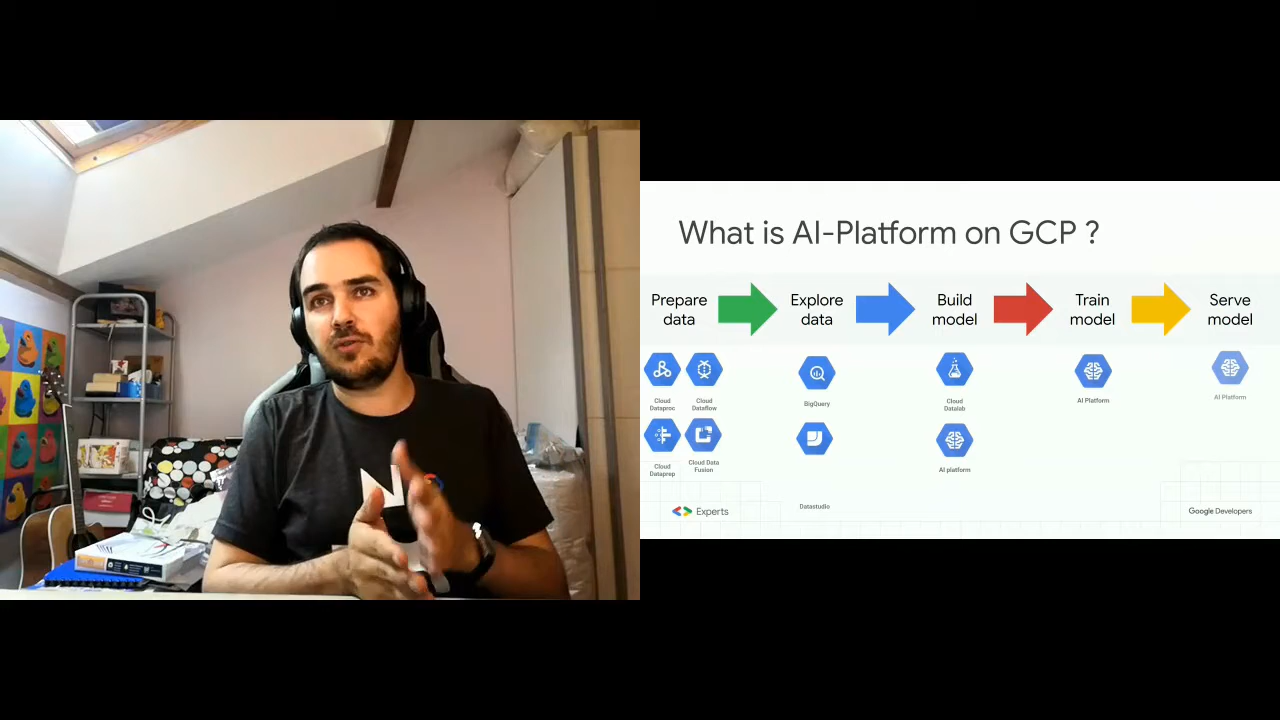 What is AI-Platform on GCP ?
Prepare
data
Explore
data
Build
model
Train
model
Serve
model
Cloud
Dataproc
Cloud
Dataflow
BigQuery
Cloud
Datalab
AI Platform
AI Platform
Cloud
Dataprep
Cloud Data
Fusion
AI platform
Datastudio
Experts
Google Developers
N